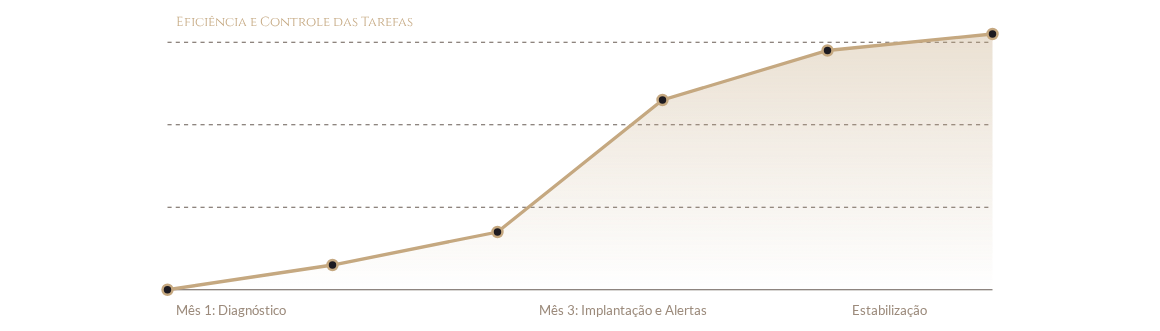 Eficiência e Controle das Tarefas
Mês 1: Diagnóstico
Mês 3: Implantação e Alertas
Estabilização